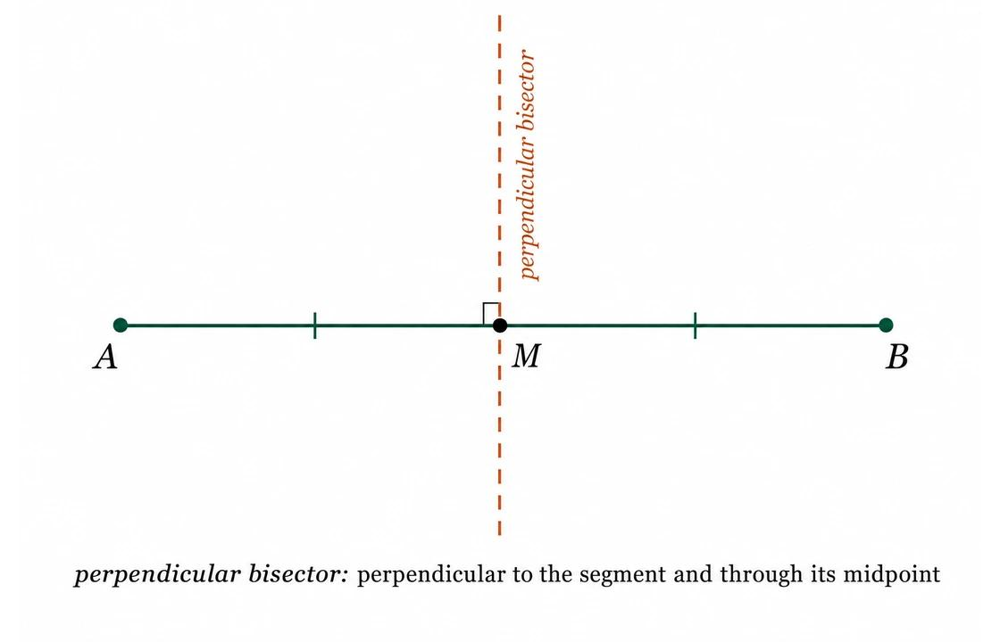 perpendicular bisector
A
M
B
perpendicular bisector: perpendicular to the segment and through its midpoint